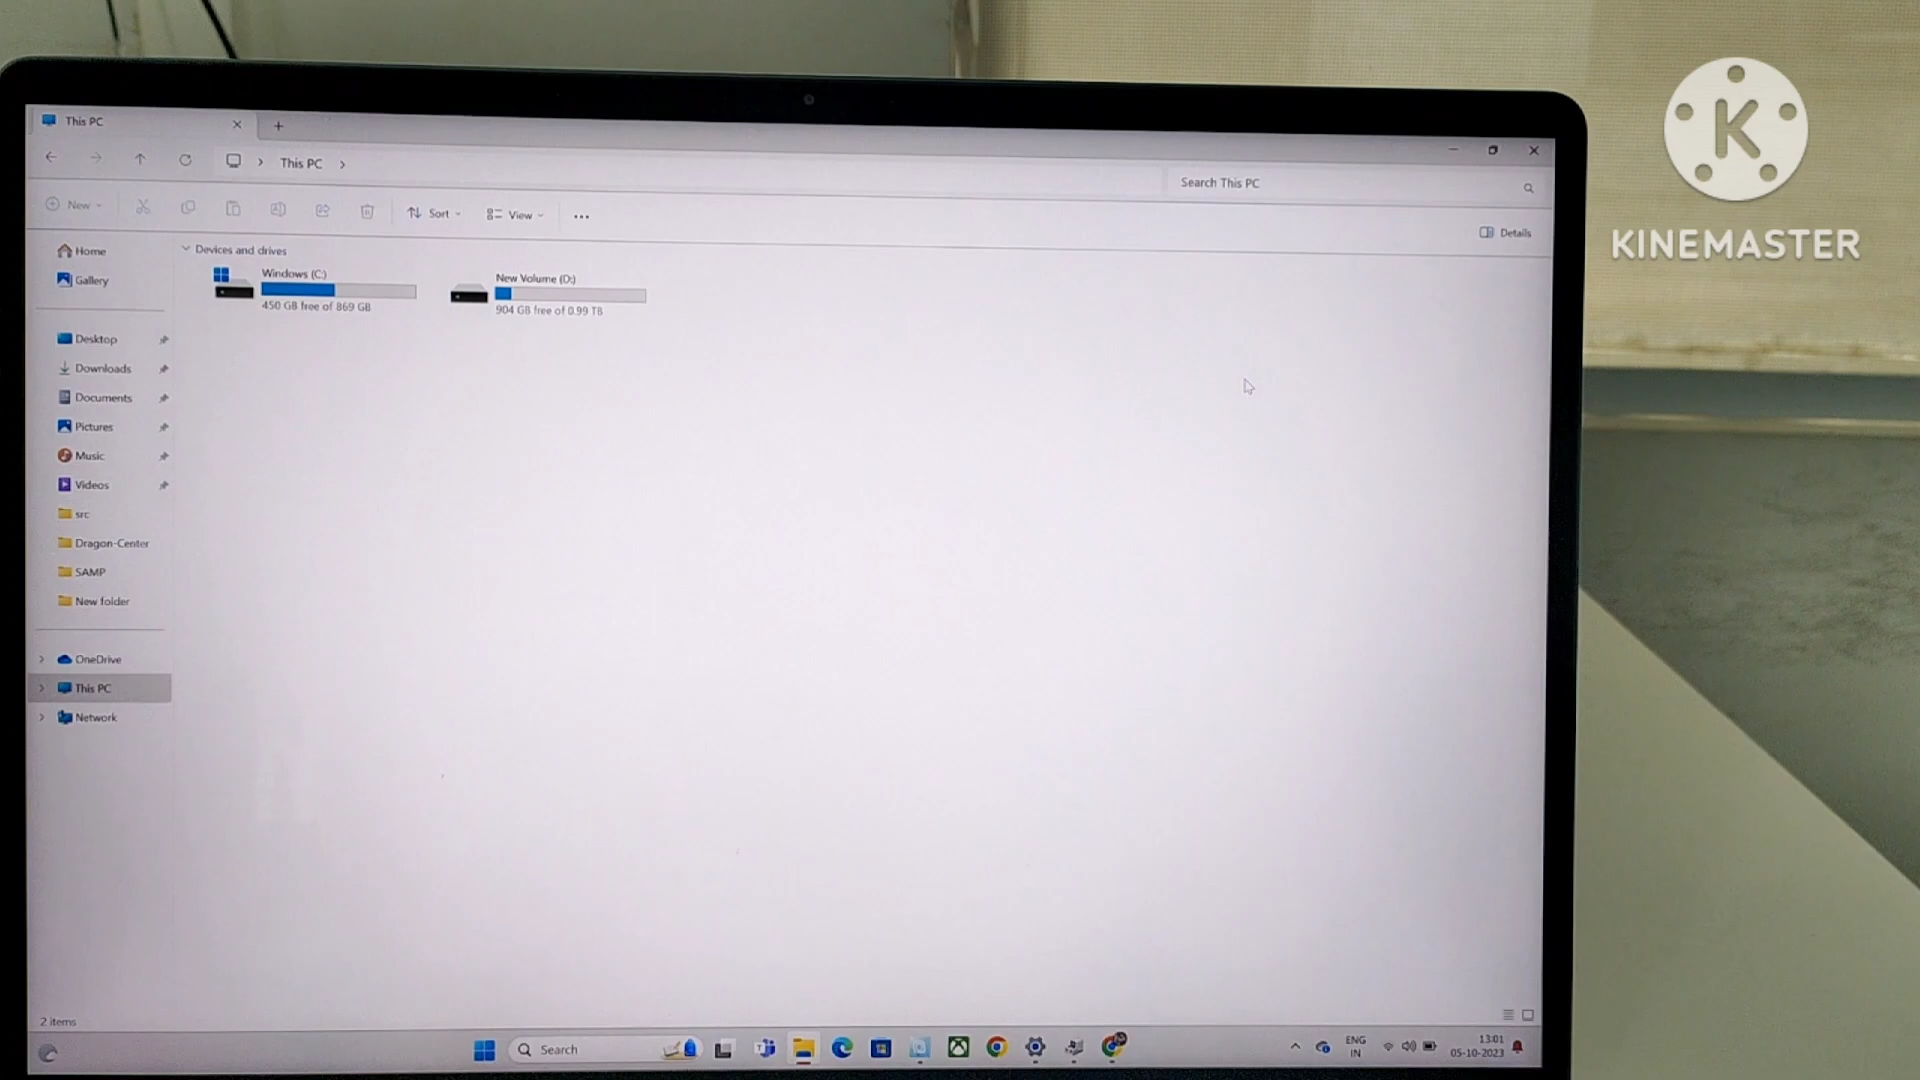 This PC
This PC
Search This PC
New
Sort
View
Details
Home
Gallery
Desktop
Downloads
Documents
Pictures
Music
Videos
src
Dragon-Center
SAMP
New folder
OneDrive
This PC
Network
Devices and drives
Windows (C:)
450 GB free of 869 GB
New Volume (D:)
904 GB free of 0.99 TB
2 items
Search
ENG
IN
13:01
05-10-2023
K
KINEMASTER